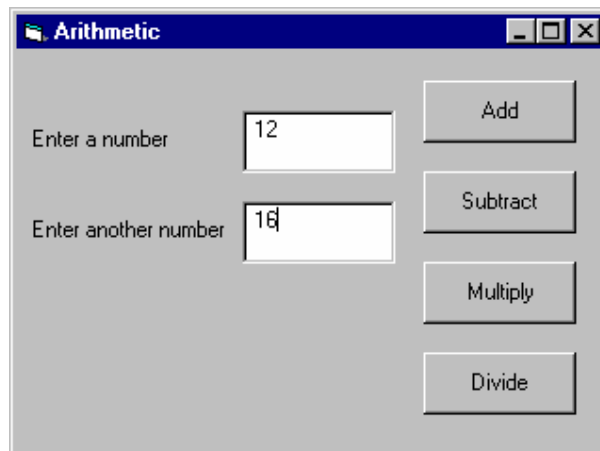 Arithmetic
Enter a number
12
Add
Enter another number
16
Subtract
Multiply
Divide